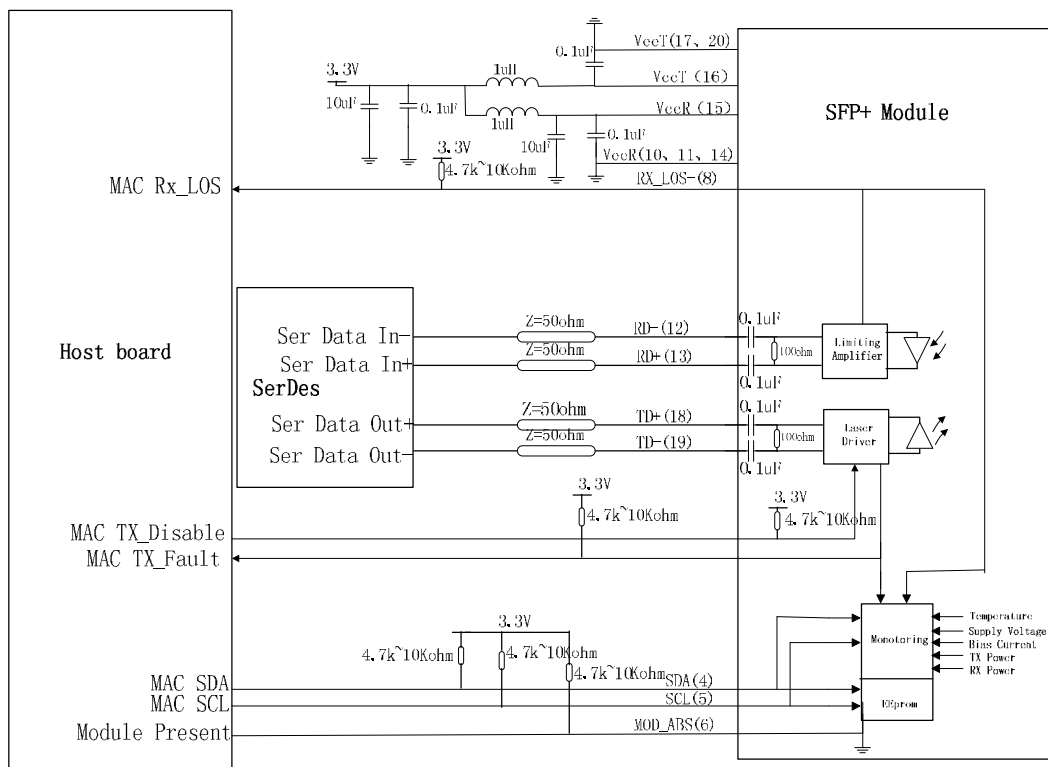 VeeT(17、20)
0.1uF
3.3V
1uH
VccT (16)
SFP+ Module
10uF
0.1uF
VccR (15)
1uH
10uF
0.1uF
3.3V
VeeR(10、11、14)
4.7k~10Kohm
MAC Rx_LOS
RX_LOS-(8)
Z=50ohm
RD-(12)
0.1uF
Ser Data In-
Host board
Z=50ohm
RD+(13)
100ohm
Limiting
Amplifier
Ser Data In+
0.1uF
SerDes
Z=50ohm
TD+(18)
0.1uF
Ser Data Out+
Z=50ohm
TD-(19)
100ohm
Laser
Driver
Ser Data Out-
0.1uF
3.3V
3.3V
4.7k~10Kohm
4.7k~10Kohm
MAC TX_Disable
MAC TX_Fault
Temperature
3.3V
Supply Voltage
Monotoring
Bias Current
4.7k~10Kohm
4.7k~10Kohm
TX Power
4.7k~10Kohm
RX Power
MAC SDA
SDA(4)
MAC SCL
SCL(5)
EEprom
Module Present
MOD_ABS(6)